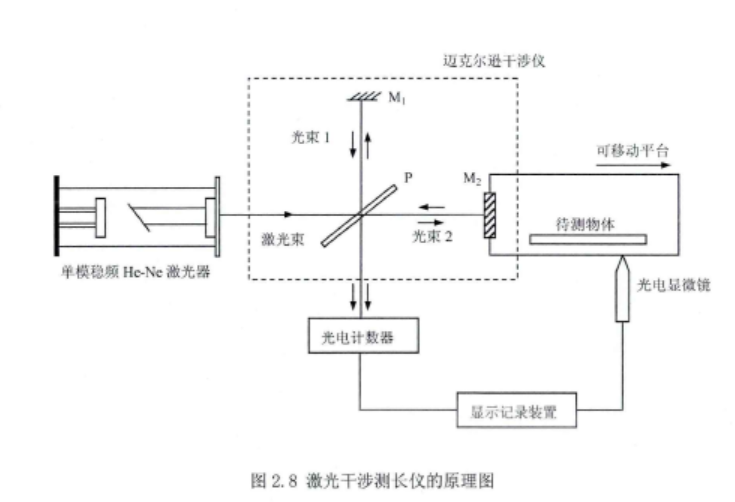 迈克尔逊干涉仪
M₁
光束1
可移动平台
P
M₂
待测物体
激光束
光束2
单模稳频 He-Ne 激光器
光电显微镜
光电计数器
显示记录装置
图 2.8 激光干涉测长仪的原理图